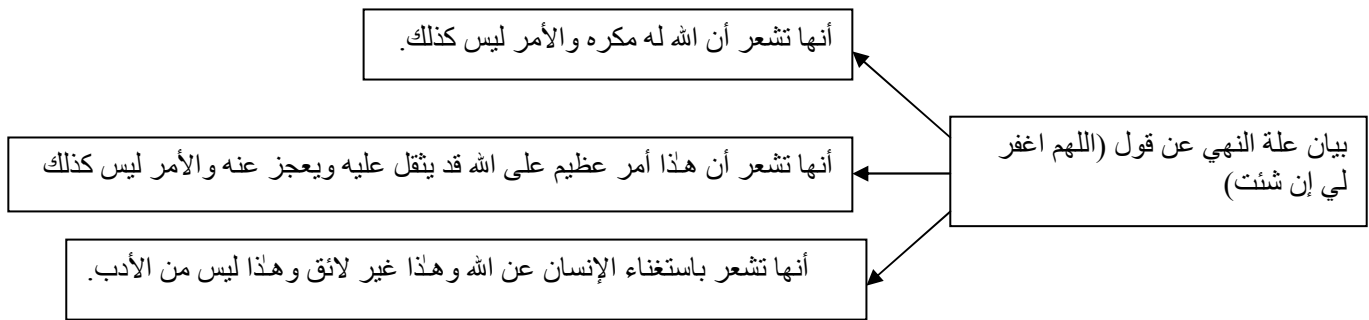 بيان علة النهي عن قول (اللهم اغفر
لي إن شئت)
أنها تشعر أن الله له مكره والأمر ليس كذلك.
أنها تشعر أن هـٰذا أمر عظيم على الله قد يثقل عليه ويعجز عنه والأمر ليس كذلك
أنها تشعر باستغناء الإنسان عن الله وهـٰذا غير لائق وهـٰذا ليس من الأدب.